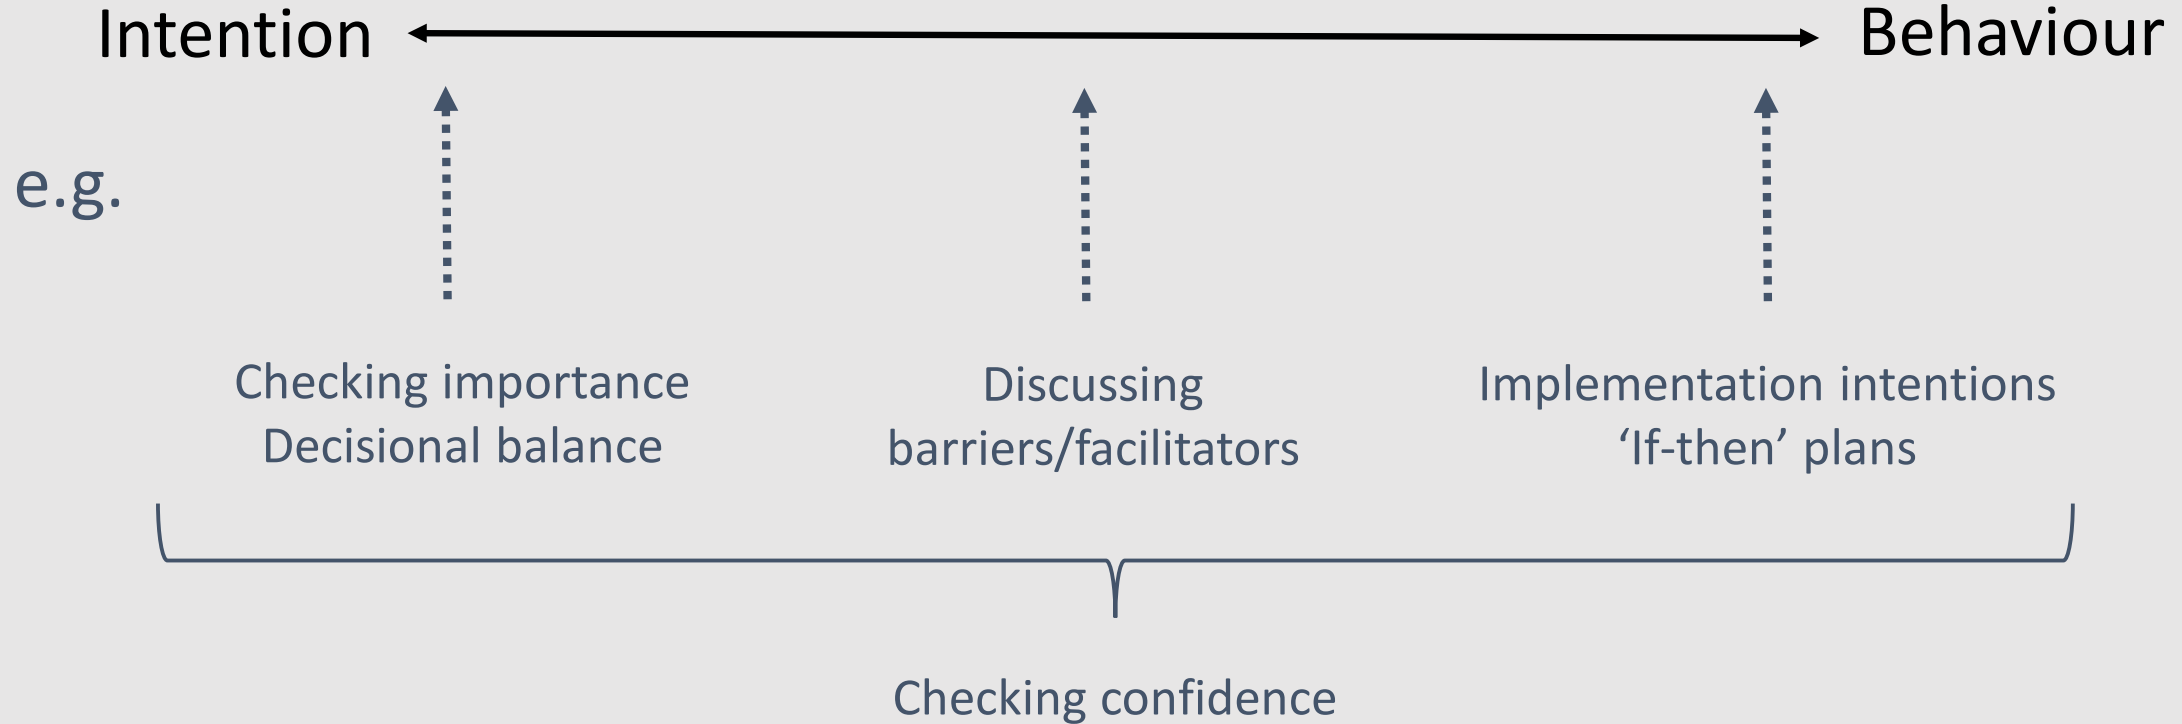 Intention
Behaviour
e.g.
Checking importance
Decisional balance
Discussing
barriers/facilitators
Implementation intentions
‘If-then’ plans
Checking confidence